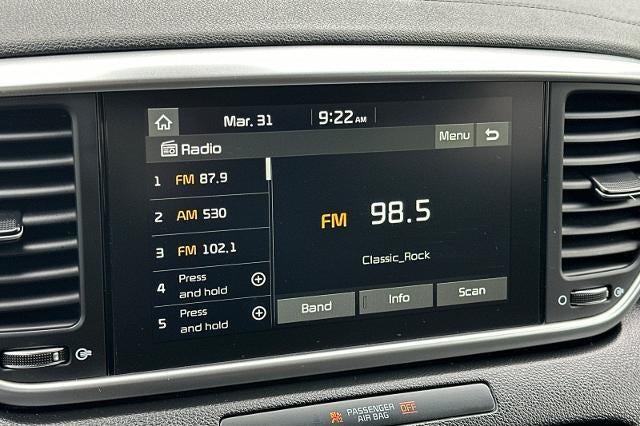 Mar. 31 9:22 AM
Radio Menu
1 FM 87.9
2 AM 530
3 FM 102.1
4 Press
and hold
5 Press
and hold
FM 98.5
Classic_Rock
Band Info Scan
PASSENGER
AIR BAG OFF